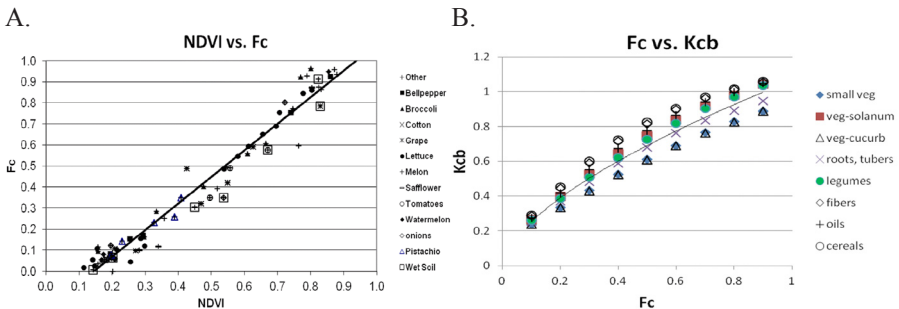 A.
NDVI vs. Fc
Fc
1.0
0.9
0.8
0.7
0.6
0.5
0.4
0.3
0.2
0.1
0.0
0.0 0.1 0.2 0.3 0.4 0.5 0.6 0.7 0.8 0.9 1.0
NDVI
Other
Bellpepper
Broccoli
Cotton
Grape
Lettuce
Melon
Safflower
Tomatoes
Watermelon
onions
Pistachio
Wet Soil
B.
Fc vs. Kcb
Kcb
1.2
1
0.8
0.6
0.4
0.2
0
0 0.2 0.4 0.6 0.8 1
Fc
small veg
veg-solanum
veg-cucurb
roots, tubers
legumes
fibers
oils
cereals